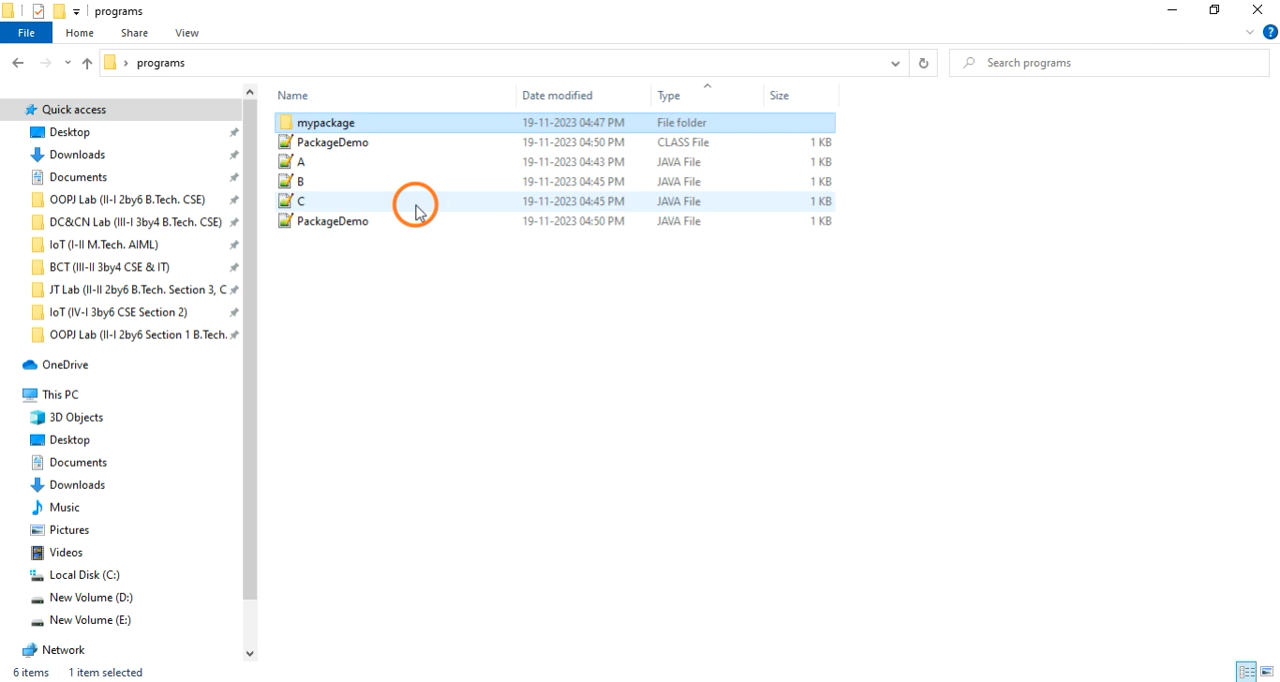 programs
File Home Share View
programs
Search programs
Name Date modified Type Size
Quick access
Desktop
Downloads
Documents
OOPJ Lab (II-I 2by6 B.Tech. CSE)
DC&CN Lab (III-I 3by4 B.Tech. CSE)
IoT (I-II M.Tech. AIML)
BCT (III-II 3by4 CSE & IT)
JT Lab (II-II 2by6 B.Tech. Section 3, C
IoT (IV-I 3by6 CSE Section 2)
OOPJ Lab (II-I 2by6 Section 1 B.Tech.
OneDrive
This PC
3D Objects
Desktop
Documents
Downloads
Music
Pictures
Videos
Local Disk (C:)
New Volume (D:)
New Volume (E:)
Network
mypackage 19-11-2023 04:47 PM File folder
PackageDemo 19-11-2023 04:50 PM CLASS File 1 KB
A 19-11-2023 04:43 PM JAVA File 1 KB
B 19-11-2023 04:45 PM JAVA File 1 KB
C 19-11-2023 04:45 PM JAVA File 1 KB
PackageDemo 19-11-2023 04:50 PM JAVA File 1 KB
6 items 1 item selected